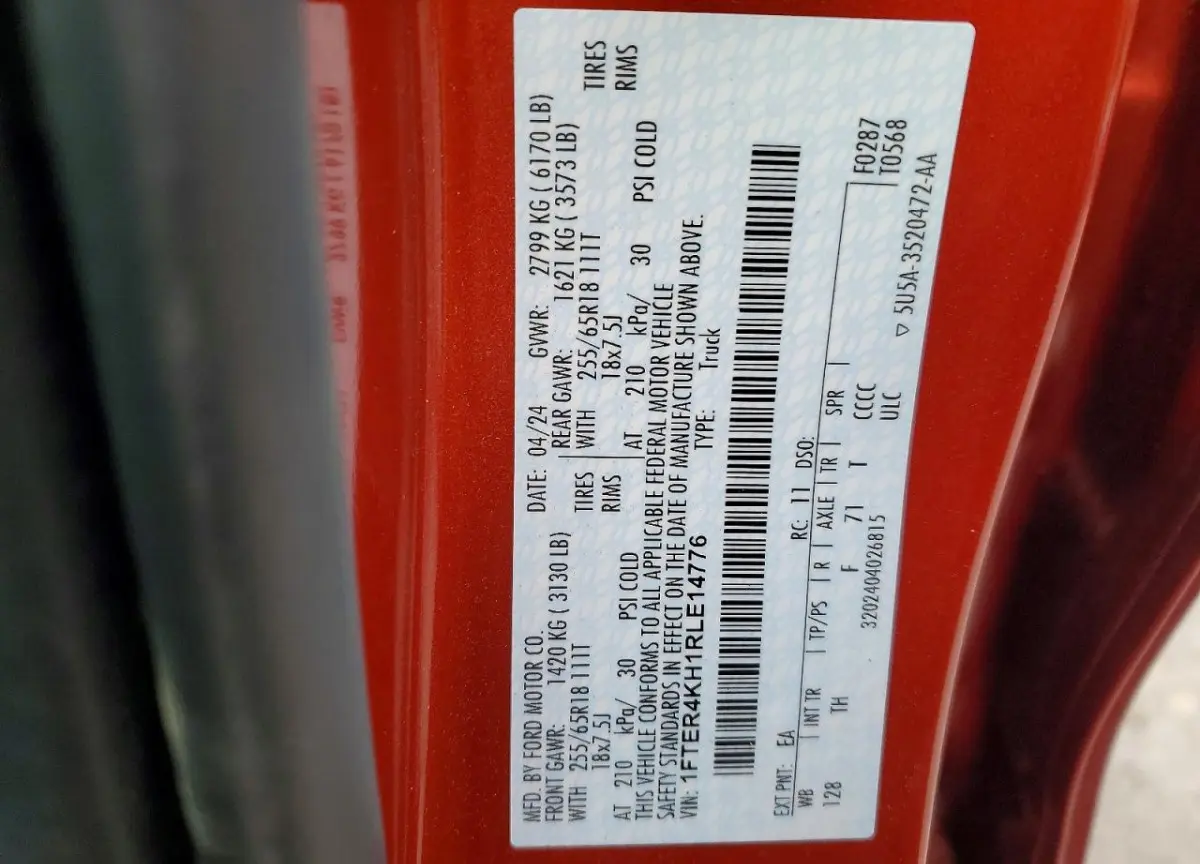 MFD. BY FORD MOTOR CO. DATE: 04/24 GVWR: 2799 KG ( 6170 LB)
FRONT GAWR: 1420 KG ( 3130 LB) REAR GAWR: 1621 KG ( 3573 LB)
WITH 255/65R18 111T TIRES WITH 255/65R18 111T TIRES
18x7.5J RIMS 18x7.5J RIMS
AT 210 kPa/ 30 PSI COLD AT 210 kPa/ 30 PSI COLD
THIS VEHICLE CONFORMS TO ALL APPLICABLE FEDERAL MOTOR VEHICLE
SAFETY STANDARDS IN EFFECT ON THE DATE OF MANUFACTURE SHOWN ABOVE.
VIN: 1FTER4KH1RLE14776 TYPE: Truck
EXT PNT: EA RC: 11 DSO:
WB INT TR TP/PS R AXLE TR SPR F0287
128 TH F 71 T CCCC T0568
3202404026815 ULC
▽ 5U5A-3520472-AA